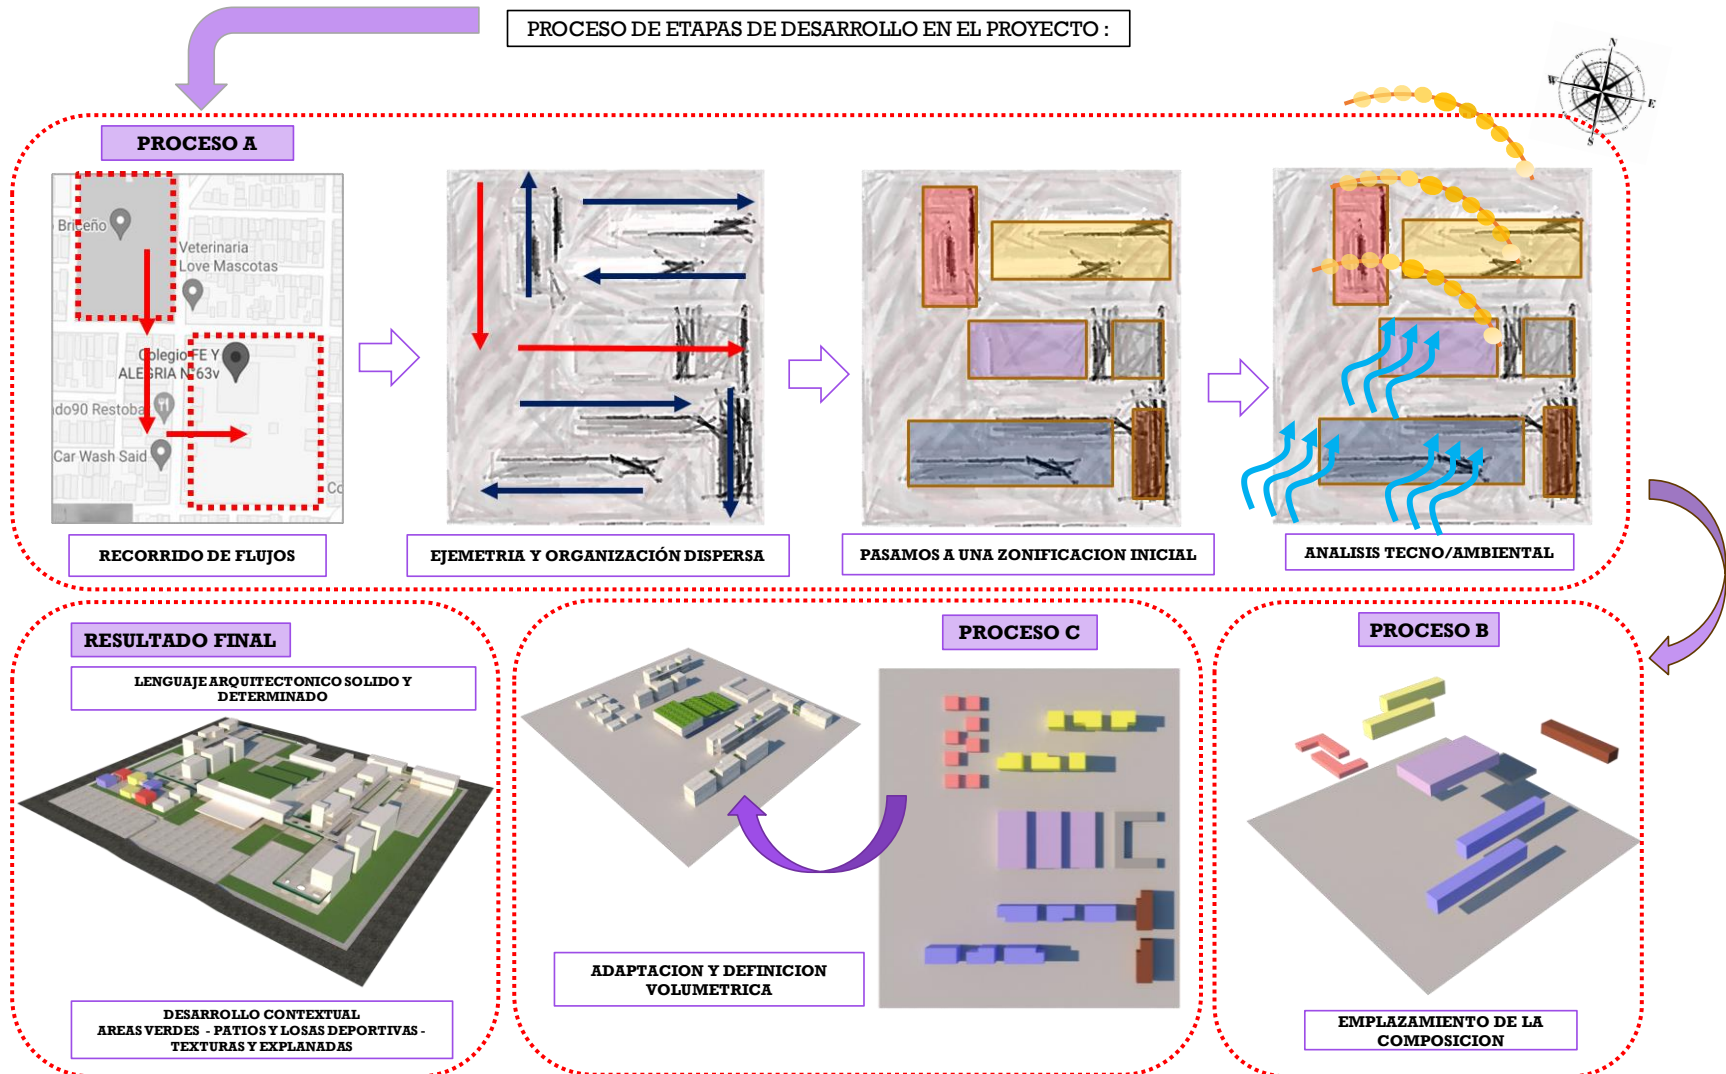 PROCESO DE ETAPAS DE DESARROLLO EN EL PROYECTO :
N
W
E
S
PROCESO A
Briceño
Veterinaria
Love Mascotas
Colegio FE Y
ALEGRIA N°63v
do90 Restoba
Car Wash Said
Co
RECORRIDO DE FLUJOS
EJEMETRIA Y ORGANIZACIÓN DISPERSA
PASAMOS A UNA ZONIFICACION INICIAL
ANALISIS TECNO/AMBIENTAL
RESULTADO FINAL
LENGUAJE ARQUITECTONICO SOLIDO Y
DETERMINADO
DESARROLLO CONTEXTUAL
AREAS VERDES - PATIOS Y LOSAS DEPORTIVAS -
TEXTURAS Y EXPLANADAS
PROCESO C
ADAPTACION Y DEFINICION
VOLUMETRICA
PROCESO B
EMPLAZAMIENTO DE LA
COMPOSICION